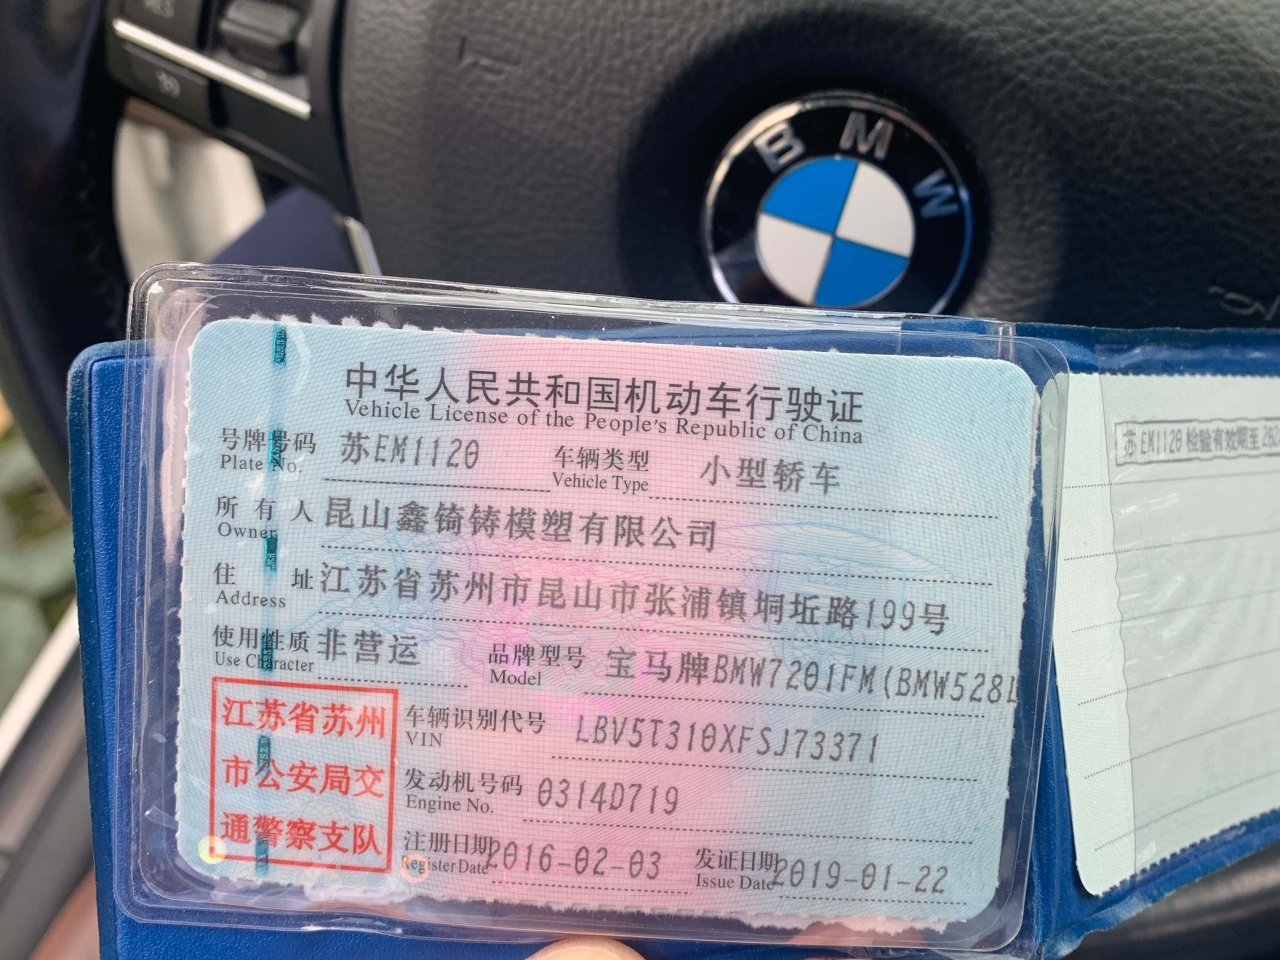 BMW
中华人民共和国机动车行驶证
Vehicle License of the People's Republic of China
号牌号码 苏EM1120 车辆类型 小型轿车
Plate No. Vehicle Type
所有人 昆山鑫锜铸模塑有限公司
Owner
住址 江苏省苏州市昆山市张浦镇垌坵路199号
Address
使用性质 非营运 品牌型号 宝马牌BMW7201FM(BMW528L
Use Character Model
江苏省苏州
市公安局交
通警察支队
车辆识别代号 LBV5T310XFSJ73371
VIN
发动机号码 0314D719
Engine No.
注册日期 2016-02-03 发证日期 2019-01-22
Register Date Issue Date
苏EM1120 检验有效期至